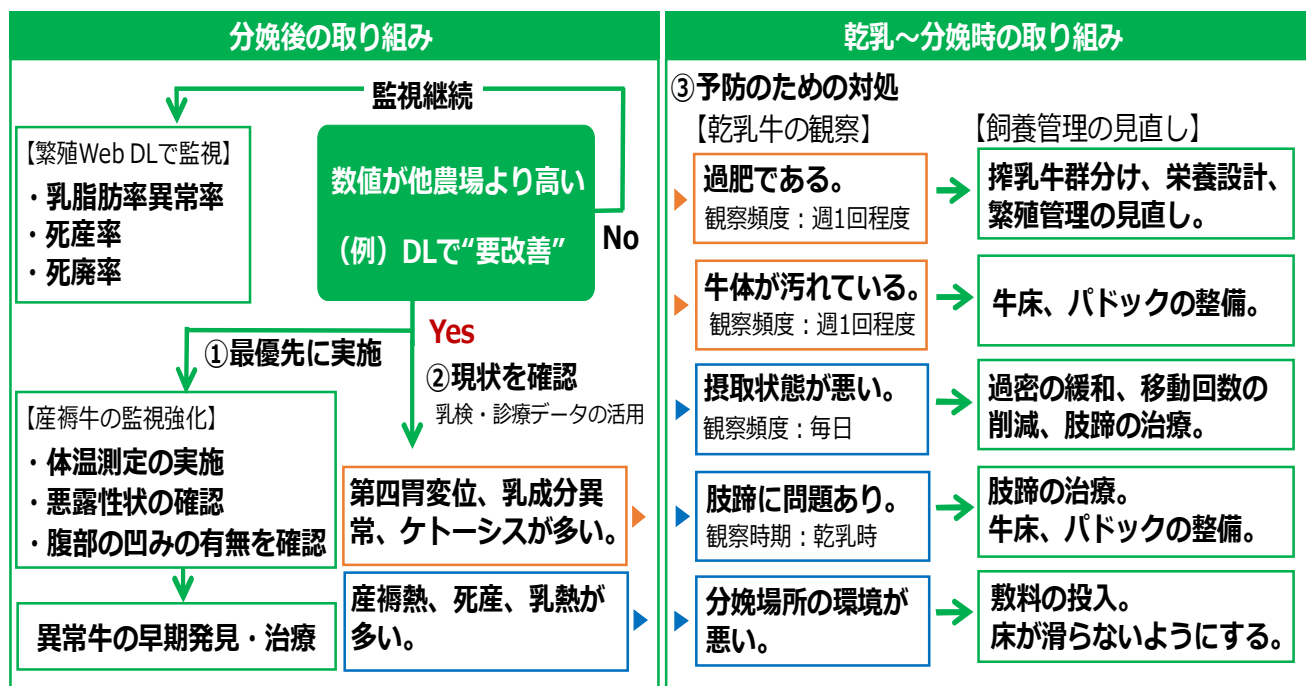 分娩後の取り組み
監視継続
【繁殖Web DLで監視】
・乳脂肪率異常率
・死産率
・死廃率
数値が他農場より高い
（例）DLで“要改善”
No
Yes
①最優先に実施
②現状を確認
乳検・診療データの活用
【産褥牛の監視強化】
・体温測定の実施
・悪露性状の確認
・腹部の凹みの有無を確認
異常牛の早期発見・治療
第四胃変位、乳成分異
常、ケトーシスが多い。
産褥熱、死産、乳熱が
多い。
乾乳～分娩時の取り組み
③予防のための対処
【乾乳牛の観察】
【飼養管理の見直し】
過肥である。
観察頻度：週1回程度
搾乳牛群分け、栄養設計、
繁殖管理の見直し。
牛体が汚れている。
観察頻度：週1回程度
牛床、パドックの整備。
摂取状態が悪い。
観察頻度：毎日
過密の緩和、移動回数の
削減、肢蹄の治療。
肢蹄に問題あり。
観察時期：乾乳時
肢蹄の治療。
牛床、パドックの整備。
分娩場所の環境が
悪い。
敷料の投入。
床が滑らないようにする。